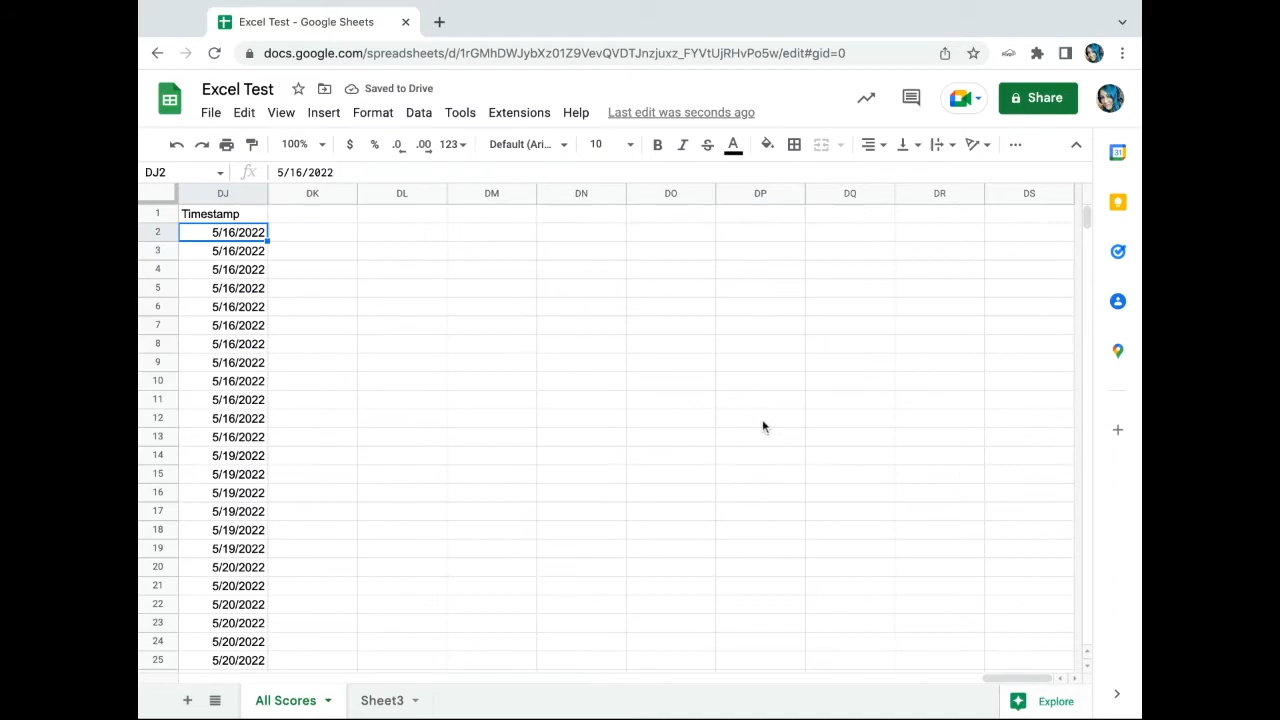 Excel Test - Google Sheets
docs.google.com/spreadsheets/d/1rGMhDWJybXz01Z9VevQVDTJnzjuxz_FYVtUjRHvPo5w/edit#gid=0
Excel Test Saved to Drive
Share
File Edit View Insert Format Data Tools Extensions Help Last edit was seconds ago
100% $ % .0 .00 123 Default (Ari... 10 B I S A
31
DJ2 fx 5/16/2022
DJ DK DL DM DN DO DP DQ DR DS
1 Timestamp
2 5/16/2022
3 5/16/2022
4 5/16/2022
5 5/16/2022
6 5/16/2022
7 5/16/2022
8 5/16/2022
9 5/16/2022
10 5/16/2022
11 5/16/2022
12 5/16/2022
13 5/16/2022
14 5/19/2022
15 5/19/2022
16 5/19/2022
17 5/19/2022
18 5/19/2022
19 5/19/2022
20 5/20/2022
21 5/20/2022
22 5/20/2022
23 5/20/2022
24 5/20/2022
25 5/20/2022
All Scores Sheet3 Explore